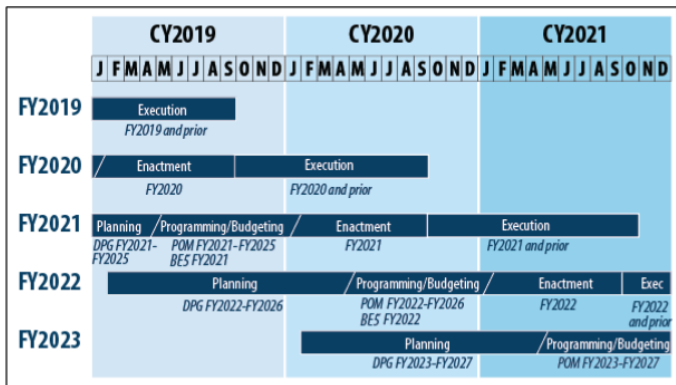 CY2019 CY2020 CY2021
J F M A M J J A S O N D J F M A M J J A S O N D J F M A M J J A S O N D
FY2019 Execution
FY2019 and prior
FY2020 Enactment Execution
FY2020 FY2020 and prior
FY2021 Planning Programming/Budgeting Enactment Execution
DPG FY2021- POM FY2021-FY2025 FY2021 FY2021 and prior
FY2025 BES FY2021
FY2022 Planning Programming/Budgeting Enactment Exec
DPG FY2022-FY2026 POM FY2022-FY2026 FY2022 FY2022
BES FY2022 and prior
FY2023 Planning Programming/Budgeting
DPG FY2023-FY2027 POM FY2023-FY2027